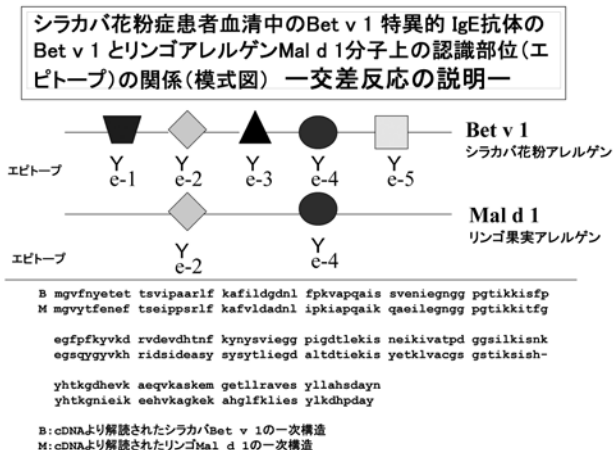 シラカバ花粉症患者血清中のBet v 1 特異的 IgE抗体の
Bet v 1 とリンゴアレルゲンMal d 1分子上の認識部位(エ
ピトープ)の関係(模式図) ー交差反応の説明ー
Bet v 1
シラカバ花粉アレルゲン
エピトープ
Y Y Y Y Y
e-1 e-2 e-3 e-4 e-5
Mal d 1
リンゴ果実アレルゲン
エピトープ
Y Y
e-2 e-4
B mgvfnyetet tsvipaarlf kafildgdnl fpkvapqais sveniegngg pgtikkisfp
M mgvytfenef tseippsrlf kafvldadnl ipkiapqaik qaeilegngg pgtikkitfg
egfpfkyvkd rvdevdhtnf kynysviegg pigdtlekis neikivatpd ggsilkisnk
egsqygyvkh ridsideasy sysytliegd altdtiekis yetklvacgs gstiksish-
yhtkgdhevk aeqvkaskem getllraves yllahsdayn
yhtkgnieik eehvkagkek ahglfklies ylkdhpday
B:cDNAより解読されたシラカバBet v 1の一次構造
M:cDNAより解読されたリンゴMal d 1の一次構造